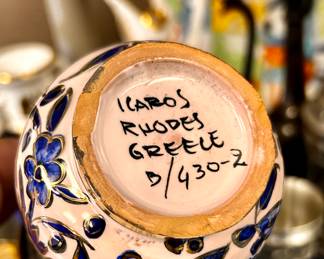 ICAROS
RHODES
GREECE
D/430-2